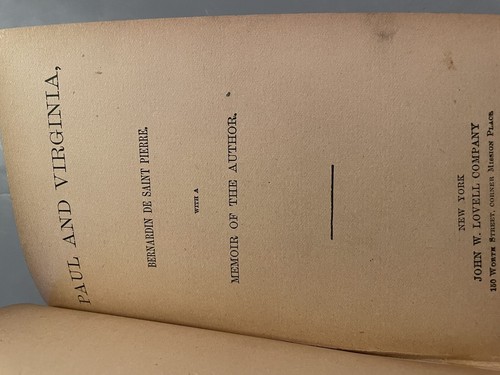 PAUL AND VIRGINIA,
BERNARDIN DE SAINT PIERRE.
WITH A
MEMOIR OF THE AUTHOR.
NEW YORK
JOHN W. LOVELL COMPANY
150 WORTH STREET CORNER MISSION PLACE